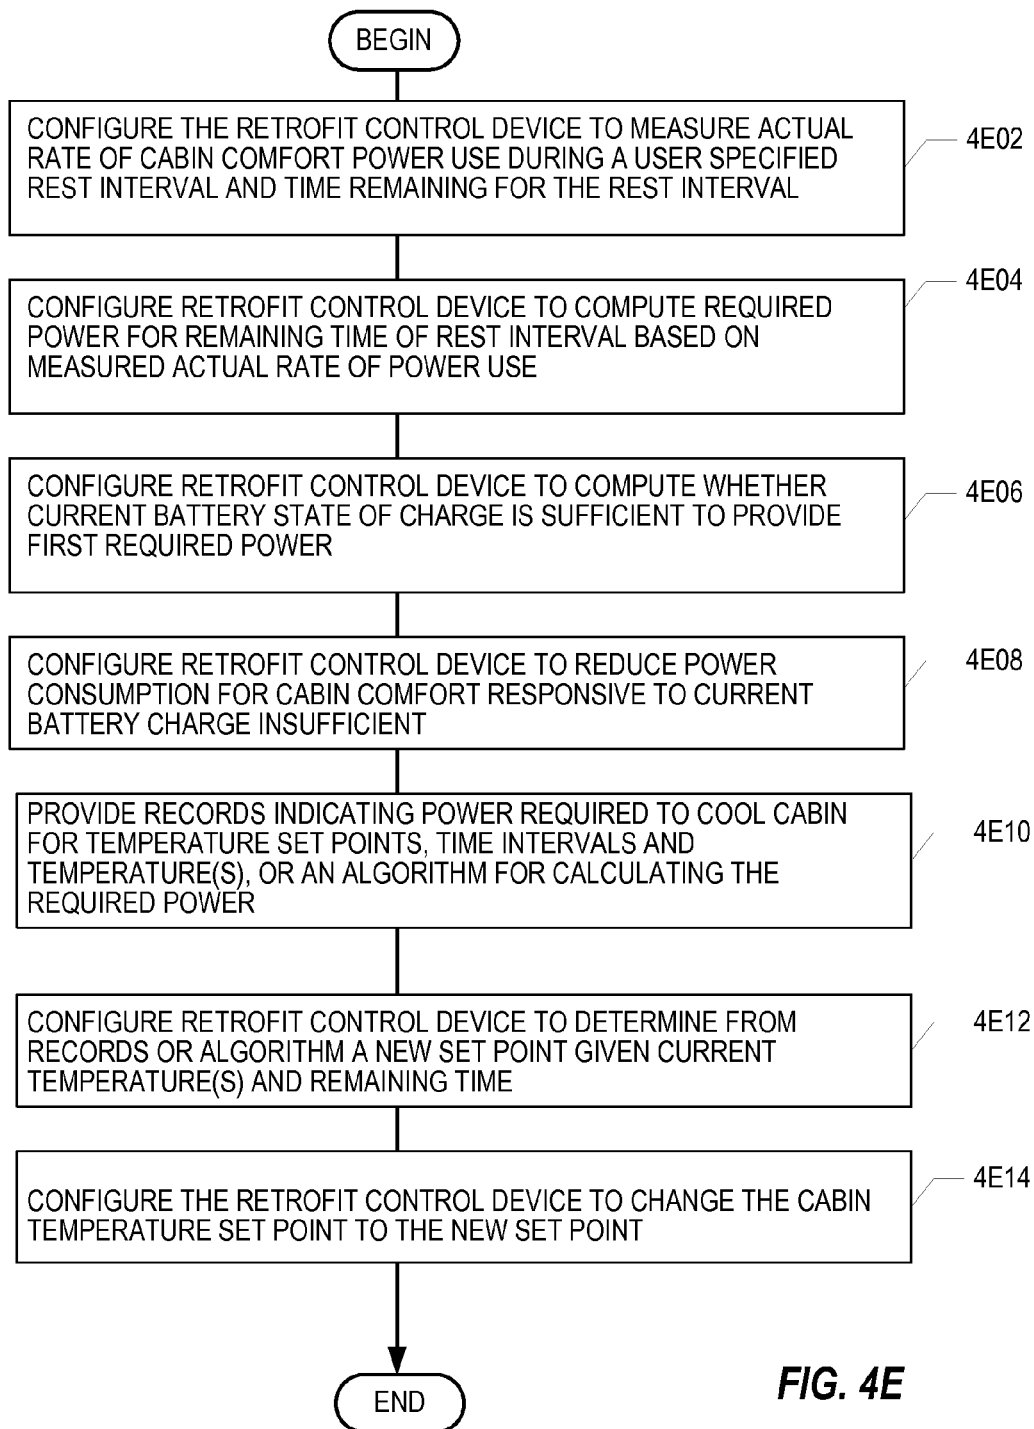 BEGIN
CONFIGURE THE RETROFIT CONTROL DEVICE TO MEASURE ACTUAL
RATE OF CABIN COMFORT POWER USE DURING A USER SPECIFIED
REST INTERVAL AND TIME REMAINING FOR THE REST INTERVAL
4E02
CONFIGURE RETROFIT CONTROL DEVICE TO COMPUTE REQUIRED
POWER FOR REMAINING TIME OF REST INTERVAL BASED ON
MEASURED ACTUAL RATE OF POWER USE
4E04
CONFIGURE RETROFIT CONTROL DEVICE TO COMPUTE WHETHER
CURRENT BATTERY STATE OF CHARGE IS SUFFICIENT TO PROVIDE
FIRST REQUIRED POWER
4E06
CONFIGURE RETROFIT CONTROL DEVICE TO REDUCE POWER
CONSUMPTION FOR CABIN COMFORT RESPONSIVE TO CURRENT
BATTERY CHARGE INSUFFICIENT
4E08
PROVIDE RECORDS INDICATING POWER REQUIRED TO COOL CABIN
FOR TEMPERATURE SET POINTS, TIME INTERVALS AND
TEMPERATURE(S), OR AN ALGORITHM FOR CALCULATING THE
REQUIRED POWER
4E10
CONFIGURE RETROFIT CONTROL DEVICE TO DETERMINE FROM
RECORDS OR ALGORITHM A NEW SET POINT GIVEN CURRENT
TEMPERATURE(S) AND REMAINING TIME
4E12
CONFIGURE THE RETROFIT CONTROL DEVICE TO CHANGE THE CABIN
TEMPERATURE SET POINT TO THE NEW SET POINT
4E14
END
FIG. 4E